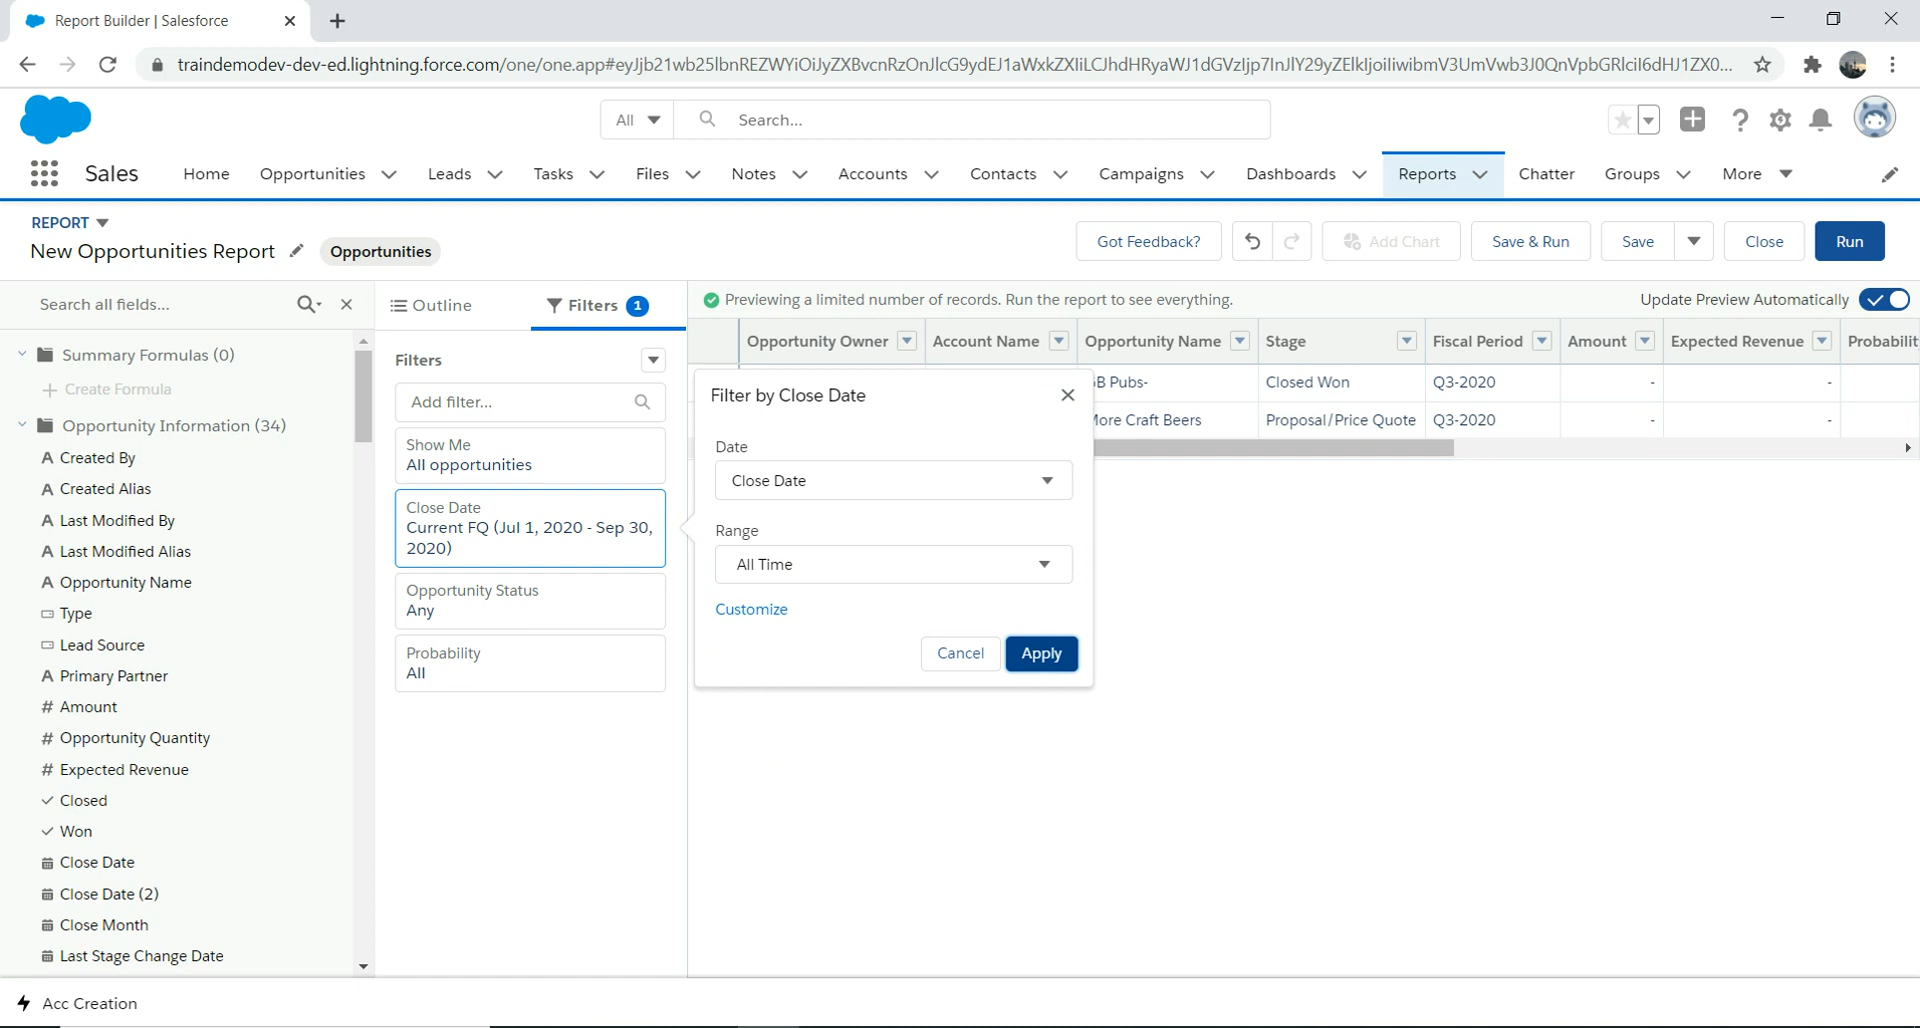 Report Builder | Salesforce
traindemodev-dev-ed.lightning.force.com/one/one.app#eyJjb21wb25lbnREZWYiOiJyZXBvcnRzOnJlcG9ydEJ1aWxkZXIiLCJhdHRyaWJ1dGVzIjp7InJlY29yZElkIjoiIiwibmV3UmVwb3J0QnVpbGRlciI6dHJ1ZX0...
All
Search...
Sales
Home
Opportunities
Leads
Tasks
Files
Notes
Accounts
Contacts
Campaigns
Dashboards
Reports
Chatter
Groups
More
REPORT
New Opportunities Report
Opportunities
Got Feedback?
Add Chart
Save & Run
Save
Close
Run
Search all fields...
Outline
Filters 1
Previewing a limited number of records. Run the report to see everything.
Update Preview Automatically
Summary Formulas (0)
Create Formula
Opportunity Information (34)
A Created By
A Created Alias
A Last Modified By
A Last Modified Alias
A Opportunity Name
Type
Lead Source
A Primary Partner
# Amount
# Opportunity Quantity
# Expected Revenue
Closed
Won
Close Date
Close Date (2)
Close Month
Last Stage Change Date
Filters
Add filter...
Show Me
All opportunities
Close Date
Current FQ (Jul 1, 2020 - Sep 30,
2020)
Opportunity Status
Any
Probability
All
Opportunity Owner
Account Name
Opportunity Name
Stage
Fiscal Period
Amount
Expected Revenue
Probabilit
B Pubs-
Closed Won
Q3-2020
-
-
More Craft Beers
Proposal/Price Quote
Q3-2020
-
-
Filter by Close Date
Date
Close Date
Range
All Time
Customize
Cancel
Apply
Acc Creation